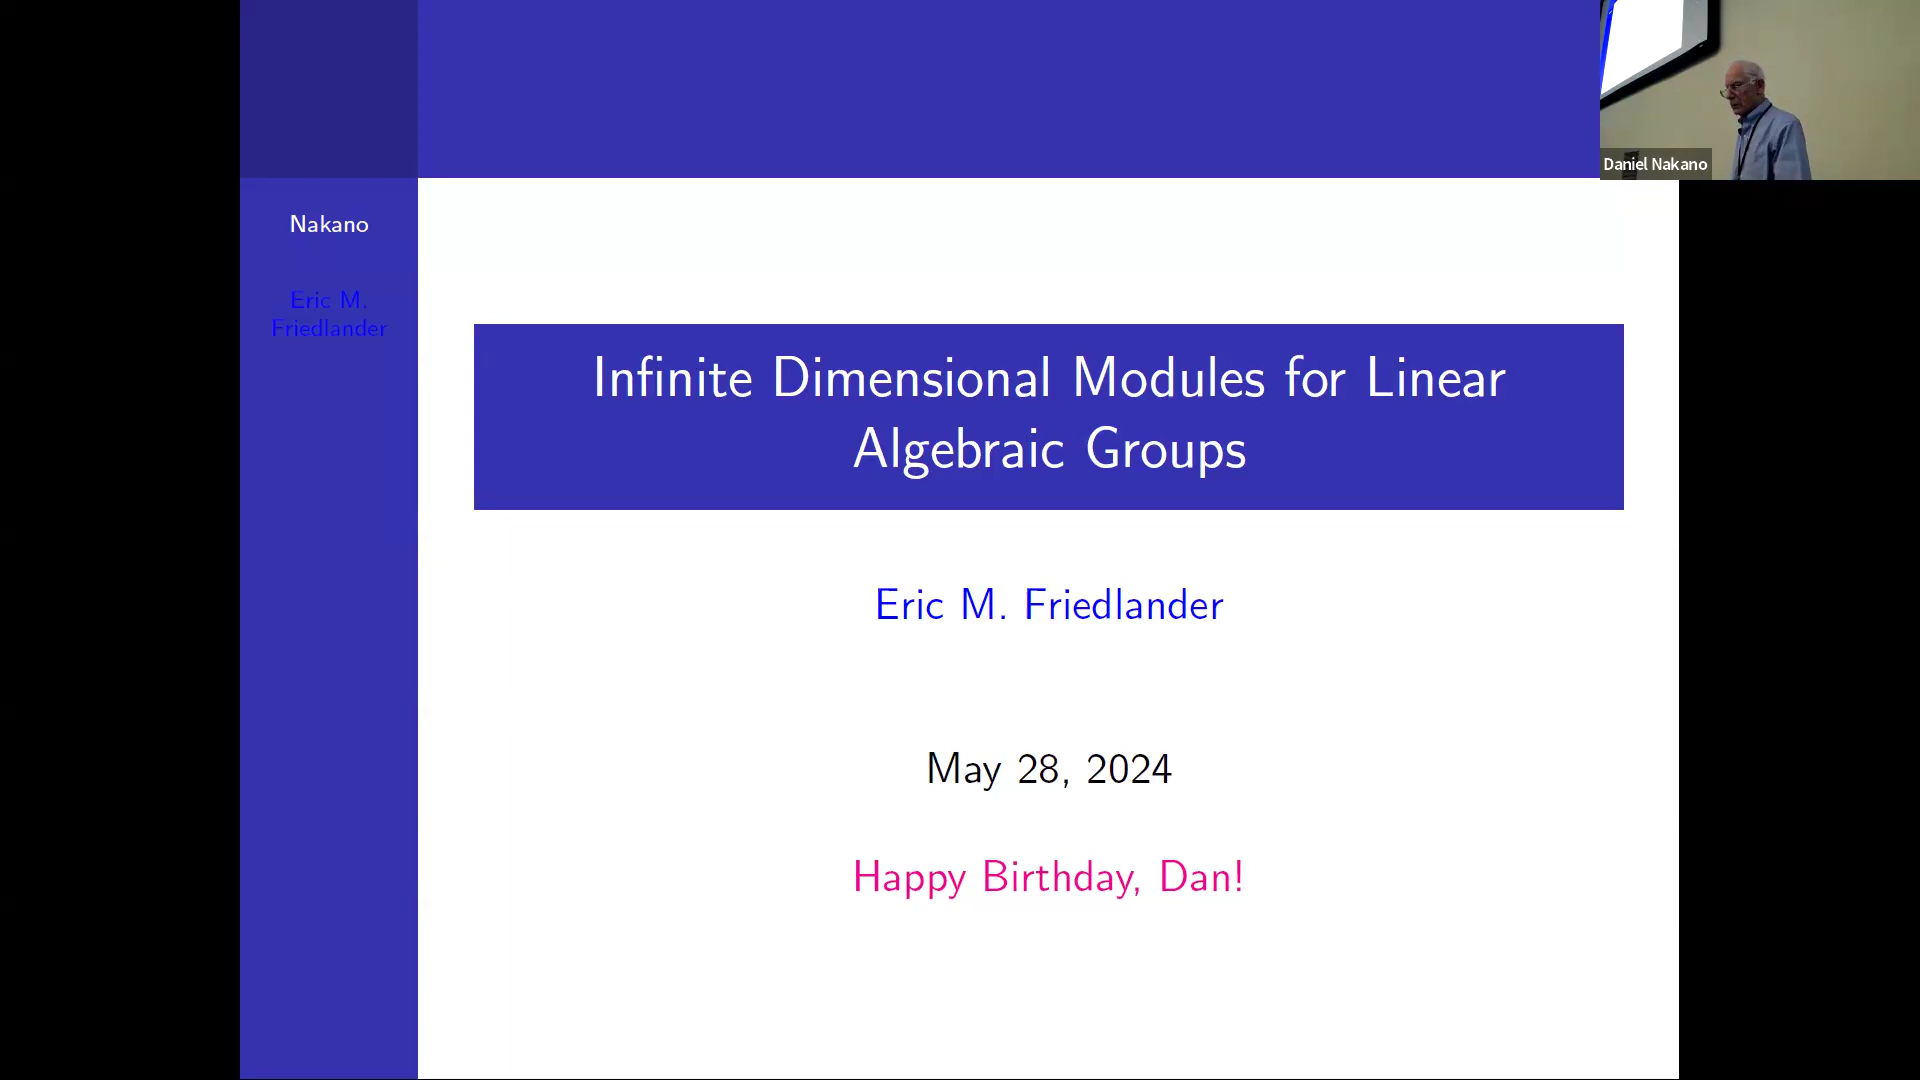 Daniel Nakano
Nakano
Eric M.
Friedlander
Infinite Dimensional Modules for Linear
Algebraic Groups
Eric M. Friedlander
May 28, 2024
Happy Birthday, Dan!